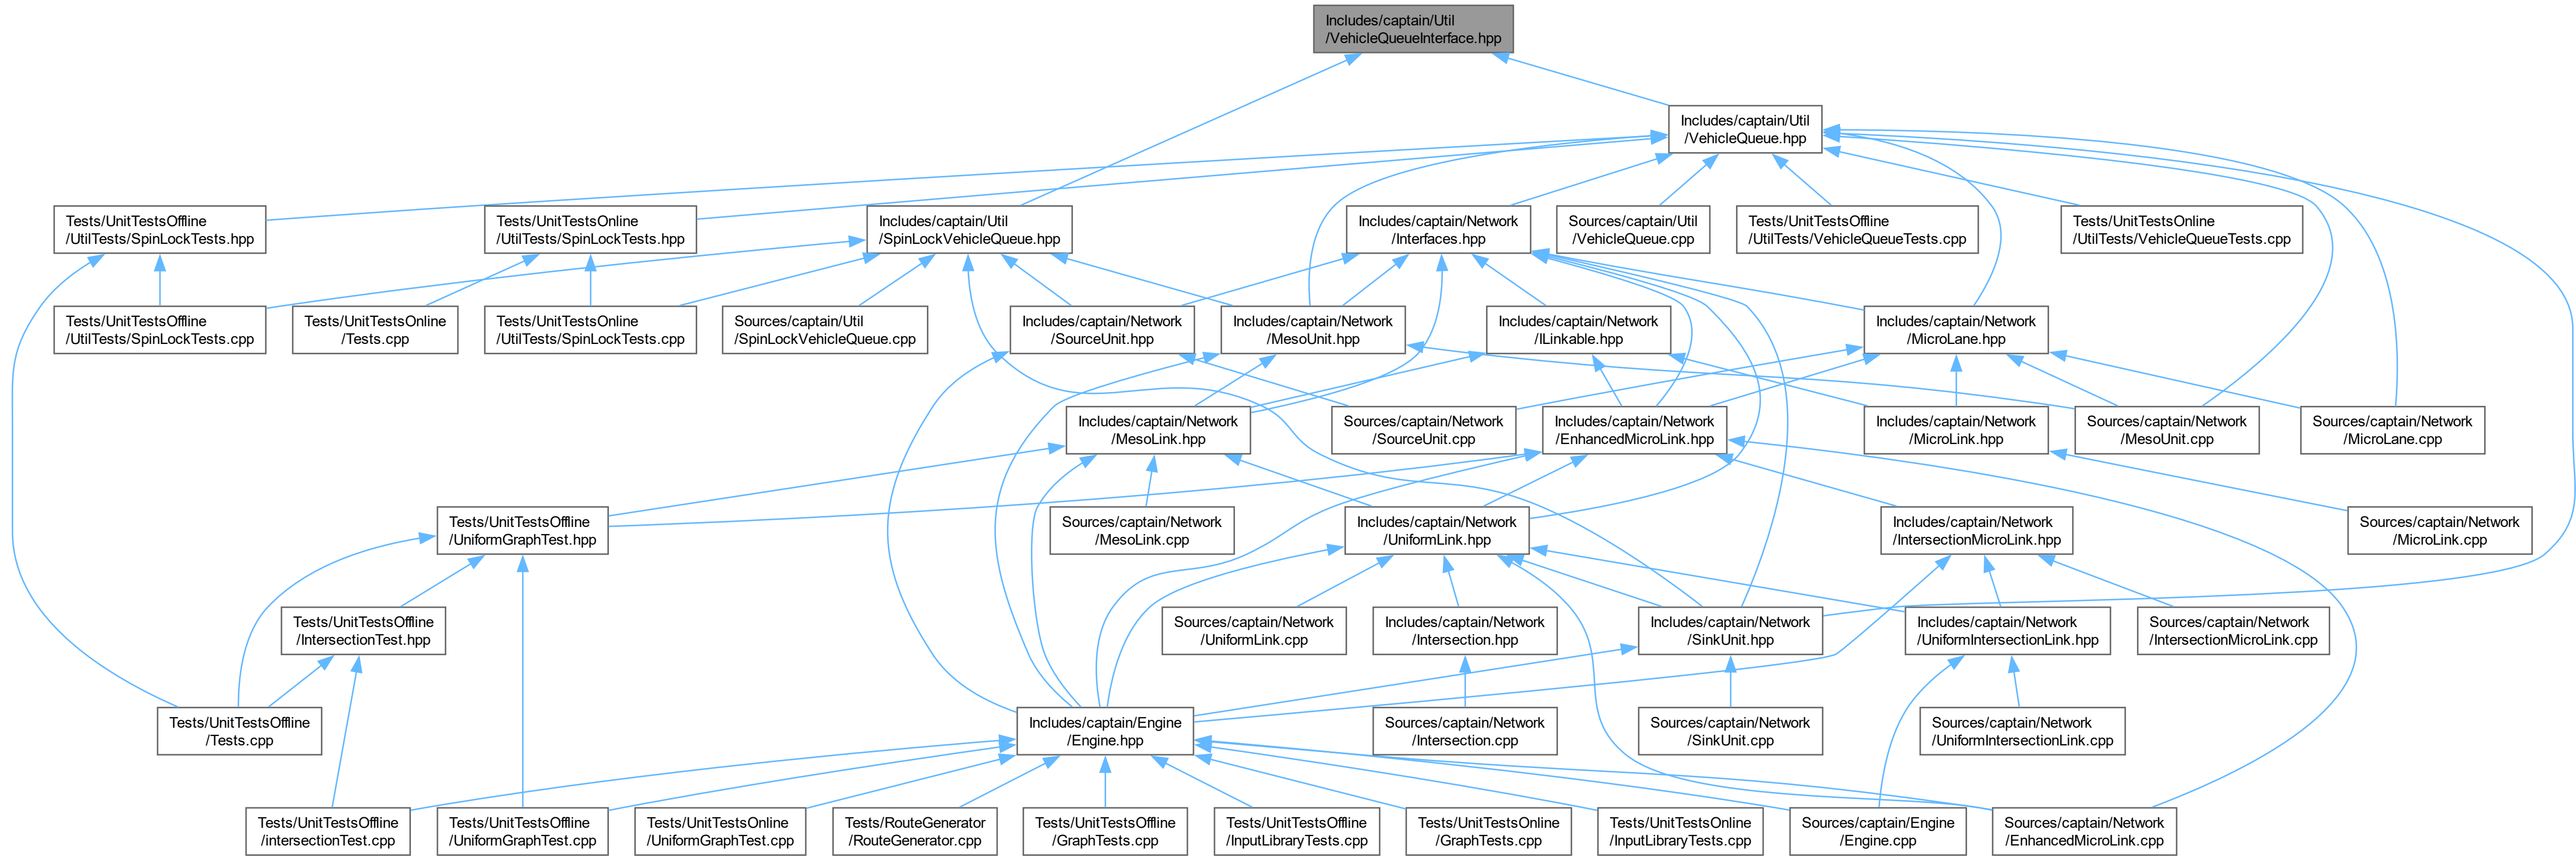 Includes/captain/Util
/VehicleQueueInterface.hpp
Includes/captain/Util
/VehicleQueue.hpp
Tests/UnitTestsOffline
/UtilTests/SpinLockTests.hpp
Tests/UnitTestsOnline
/UtilTests/SpinLockTests.hpp
Includes/captain/Util
/SpinLockVehicleQueue.hpp
Includes/captain/Network
/Interfaces.hpp
Sources/captain/Util
/VehicleQueue.cpp
Tests/UnitTestsOffline
/UtilTests/VehicleQueueTests.cpp
Tests/UnitTestsOnline
/UtilTests/VehicleQueueTests.cpp
Tests/UnitTestsOffline
/UtilTests/SpinLockTests.cpp
Tests/UnitTestsOnline
/Tests.cpp
Tests/UnitTestsOnline
/UtilTests/SpinLockTests.cpp
Sources/captain/Util
/SpinLockVehicleQueue.cpp
Includes/captain/Network
/SourceUnit.hpp
Includes/captain/Network
/MesoUnit.hpp
Includes/captain/Network
/ILinkable.hpp
Includes/captain/Network
/MicroLane.hpp
Includes/captain/Network
/MesoLink.hpp
Sources/captain/Network
/SourceUnit.cpp
Includes/captain/Network
/EnhancedMicroLink.hpp
Includes/captain/Network
/MicroLink.hpp
Sources/captain/Network
/MesoUnit.cpp
Sources/captain/Network
/MicroLane.cpp
Tests/UnitTestsOffline
/UniformGraphTest.hpp
Sources/captain/Network
/MesoLink.cpp
Includes/captain/Network
/UniformLink.hpp
Includes/captain/Network
/IntersectionMicroLink.hpp
Sources/captain/Network
/MicroLink.cpp
Tests/UnitTestsOffline
/IntersectionTest.hpp
Sources/captain/Network
/UniformLink.cpp
Includes/captain/Network
/Intersection.hpp
Includes/captain/Network
/SinkUnit.hpp
Includes/captain/Network
/UniformIntersectionLink.hpp
Sources/captain/Network
/IntersectionMicroLink.cpp
Tests/UnitTestsOffline
/Tests.cpp
Includes/captain/Engine
/Engine.hpp
Sources/captain/Network
/Intersection.cpp
Sources/captain/Network
/SinkUnit.cpp
Sources/captain/Network
/UniformIntersectionLink.cpp
Tests/UnitTestsOffline
/intersectionTest.cpp
Tests/UnitTestsOffline
/UniformGraphTest.cpp
Tests/UnitTestsOnline
/UniformGraphTest.cpp
Tests/RouteGenerator
/RouteGenerator.cpp
Tests/UnitTestsOffline
/GraphTests.cpp
Tests/UnitTestsOffline
/InputLibraryTests.cpp
Tests/UnitTestsOnline
/GraphTests.cpp
Tests/UnitTestsOnline
/InputLibraryTests.cpp
Sources/captain/Engine
/Engine.cpp
Sources/captain/Network
/EnhancedMicroLink.cpp